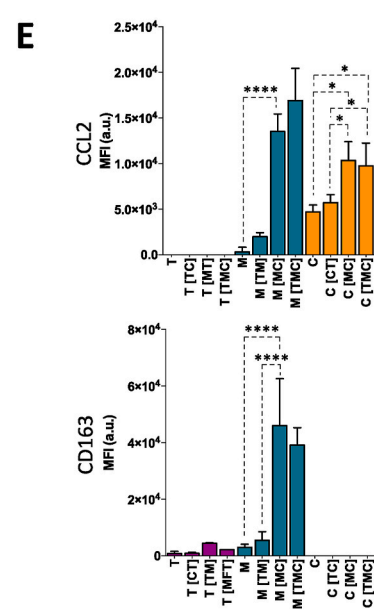 E
2.5×10⁴
2.0×10⁴
1.5×10⁴
1.0×10⁴
5.0×10³
0.0
CCL2
MFI (a.u.)
****
*
*
*
*
T
T [TC]
T [MT]
T [TMC]
M
M [TM]
M [MC]
M [TMC]
C
C [CT]
C [MC]
C [TMC]
8×10⁴
6×10⁴
4×10⁴
2×10⁴
0
CD163
MFI (a.u.)
****
****
T
T [CT]
T [TM]
T [MFT]
M
M [TM]
M [MC]
M [TMC]
C
C [TC]
C [MC]
C [TMC]